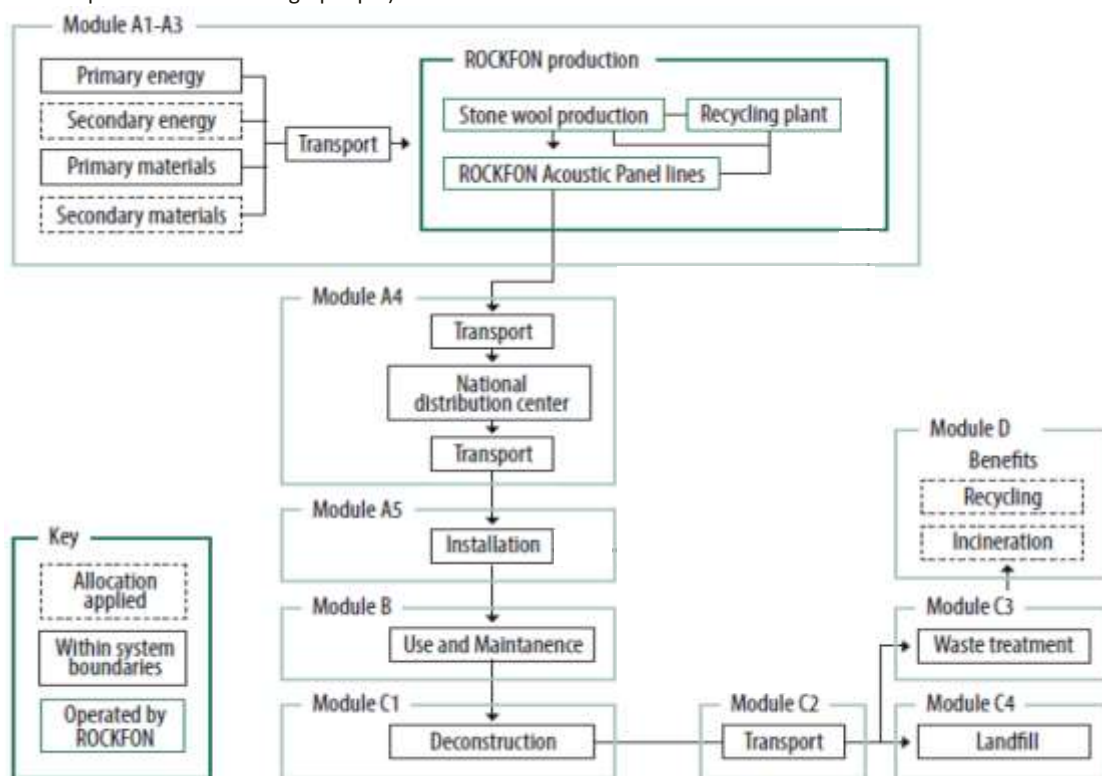 Module A1-A3
Primary energy
Secondary energy
Primary materials
Secondary materials
Transport
ROCKFON production
Stone wool production
Recycling plant
ROCKFON Acoustic Panel lines
Module A4
Transport
National
distribution center
Transport
Module A5
Installation
Module B
Use and Maintanence
Module C1
Deconstruction
Module C2
Transport
Module D
Benefits
Recycling
Incineration
Module C3
Waste treatment
Module C4
Landfill
Key
Allocation
applied
Within system
boundaries
Operated by
ROCKFON